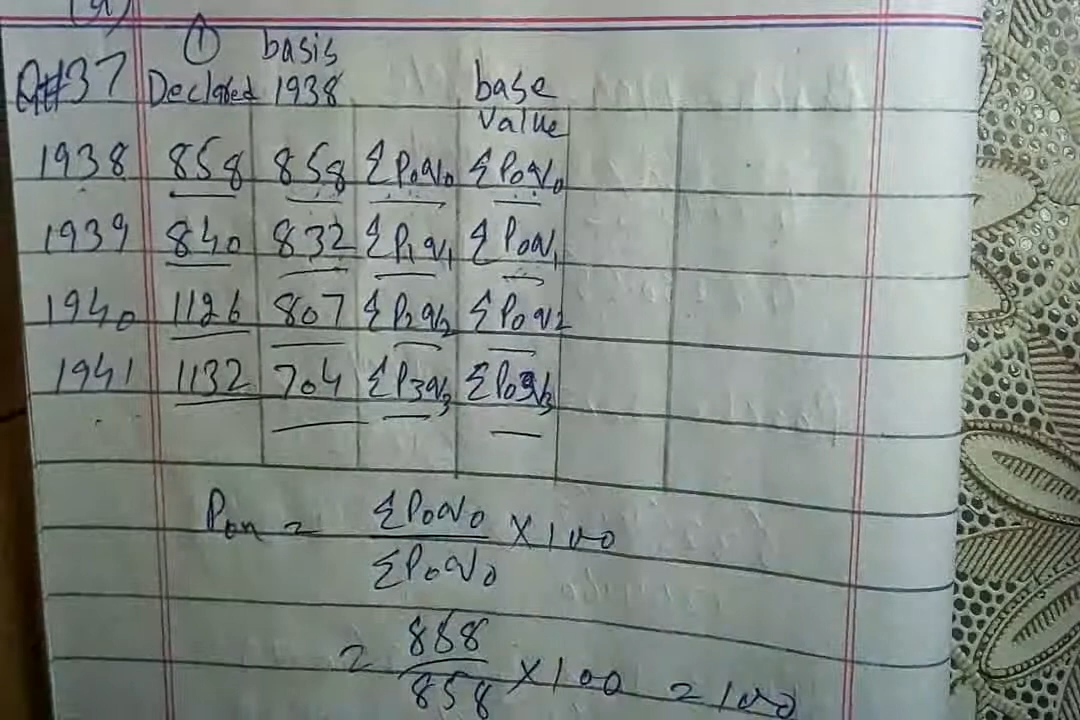 (a)
① basis
Q#37 Declared 1938 base
value
1938 858 858 ΣP₀q₀ ΣP₀q₀
1939 840 832 ΣP₁q₁ ΣP₀q₁
1940 1126 807 ΣP₂q₂ ΣP₀q₂
1941 1132 704 ΣP₃q₃ ΣP₀q₃
Pon = ΣP₀q₀ / ΣP₀q₀ × 100
= 858 / 858 × 100 = 100